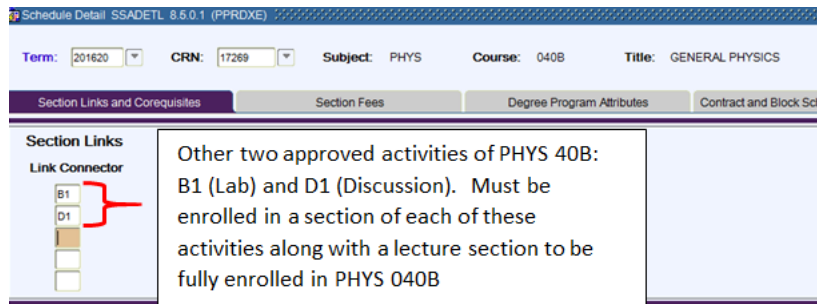 Schedule Detail SSADETL 8.5.0.1 (PPRDXE)
Term: 201620 CRN: 17269 Subject: PHYS Course: 040B Title: GENERAL PHYSICS
Section Links and Corequisites Section Fees Degree Program Attributes Contract and Block Sc
Section Links
Link Connector
B1
D1
Other two approved activities of PHYS 40B:
B1 (Lab) and D1 (Discussion). Must be
enrolled in a section of each of these
activities along with a lecture section to be
fully enrolled in PHYS 040B